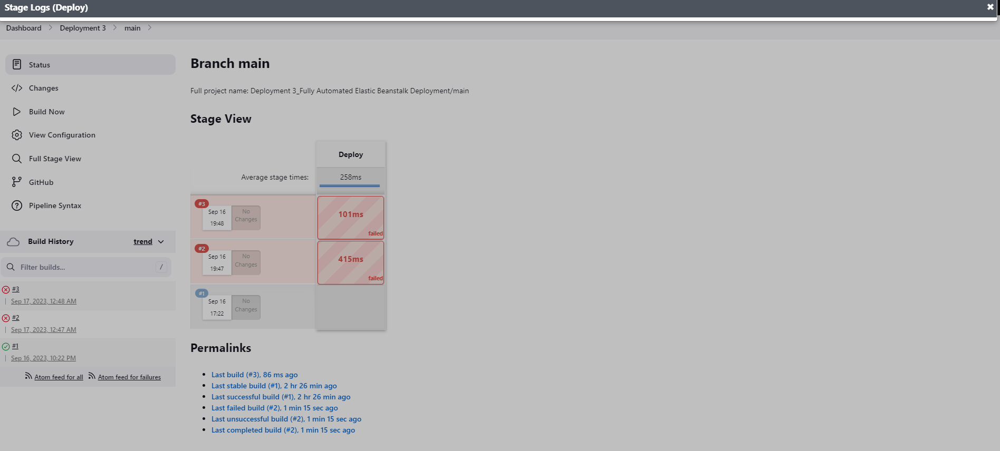 Stage Logs (Deploy)
✖
Dashboard > Deployment 3 > main >
Status
Changes
Build Now
View Configuration
Full Stage View
GitHub
Pipeline Syntax
Build History trend
Filter builds... /
#3
Sep 17, 2023, 12:48 AM
#2
Sep 17, 2023, 12:47 AM
#1
Sep 16, 2023, 10:22 PM
Atom feed for all Atom feed for failures
Branch main
Full project name: Deployment 3_Fully Automated Elastic Beanstalk Deployment/main
Stage View
Deploy
Average stage times: 258ms
#3
Sep 16
19:48
No
Changes
101ms
failed
#2
Sep 16
19:47
No
Changes
415ms
failed
#1
Sep 16
17:22
No
Changes
Permalinks
Last build (#3), 86 ms ago
Last stable build (#1), 2 hr 26 min ago
Last successful build (#1), 2 hr 26 min ago
Last failed build (#2), 1 min 15 sec ago
Last unsuccessful build (#2), 1 min 15 sec ago
Last completed build (#2), 1 min 15 sec ago